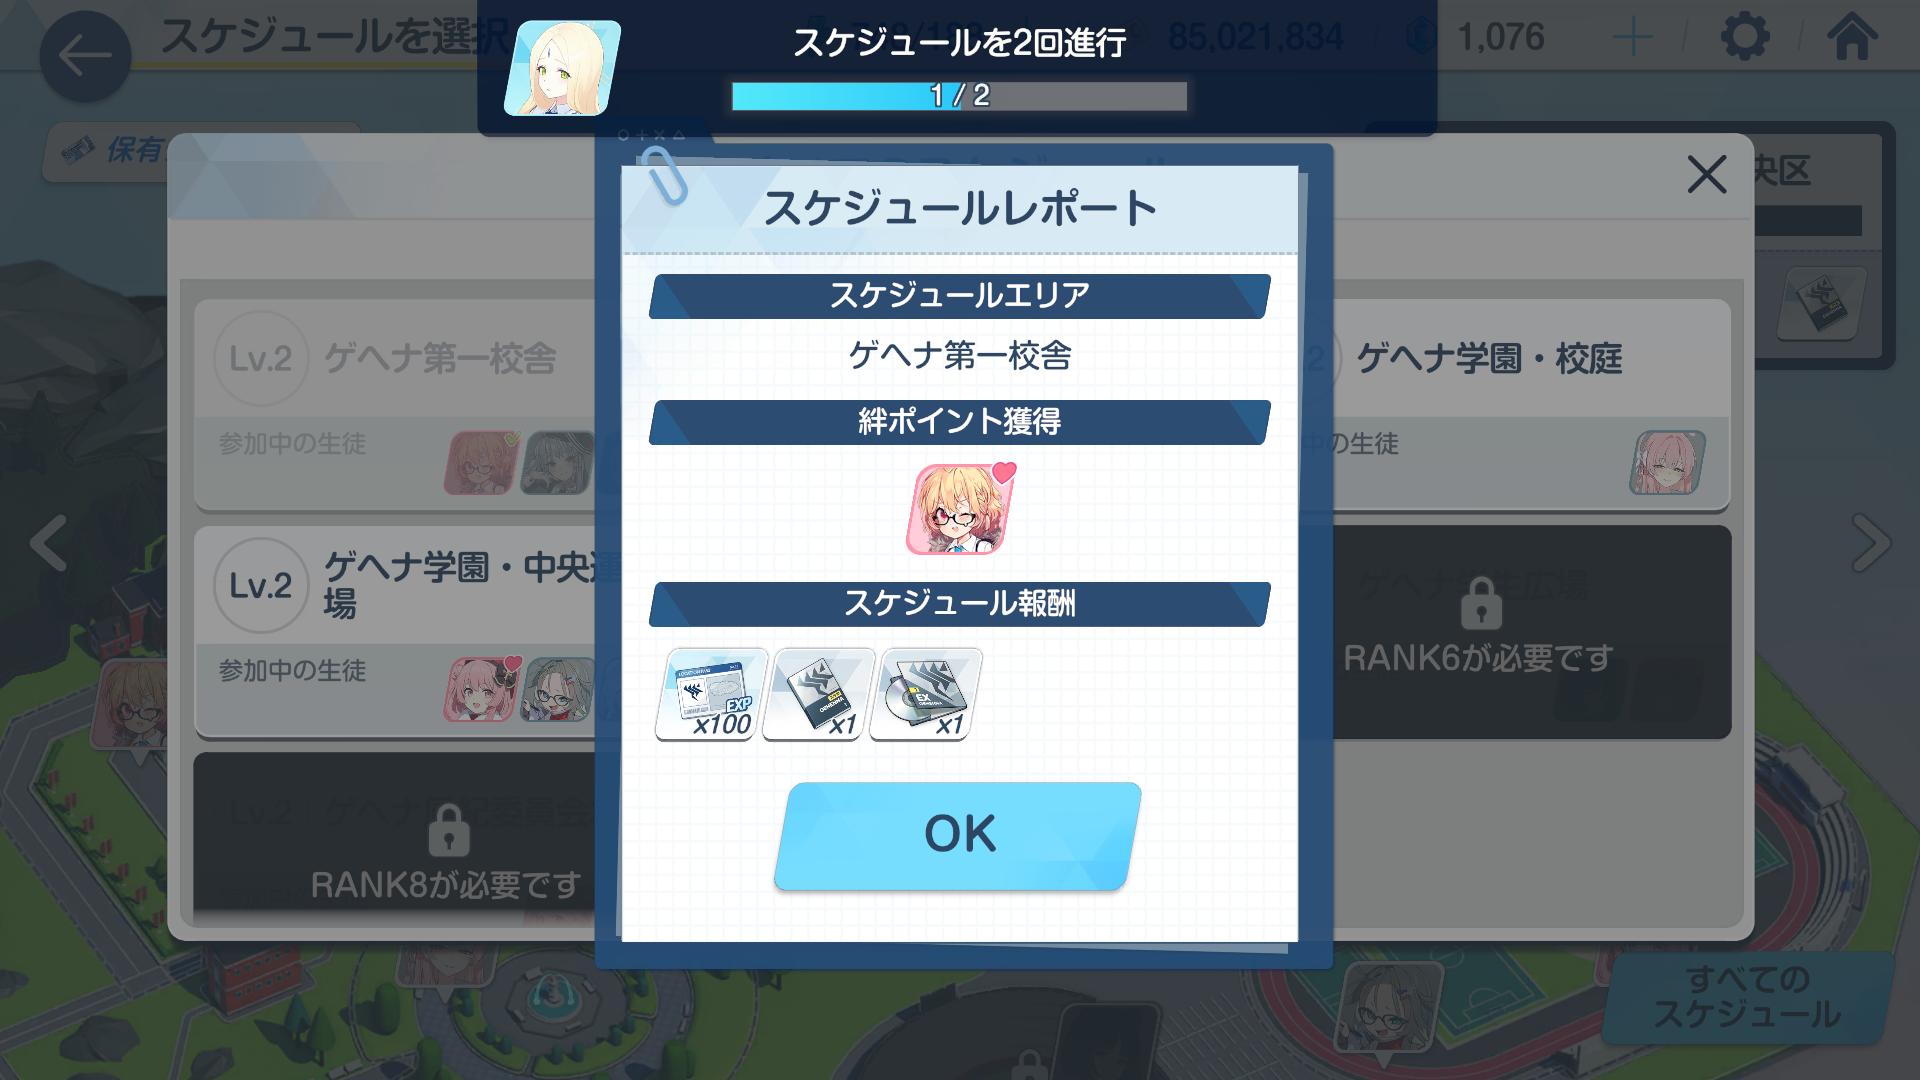 スケジュールを選択
スケジュールを2回進行
1 / 2
85,021,834
1,076
保有
央区
スケジュールレポート
スケジュールエリア
ゲヘナ第一校舎
絆ポイント獲得
スケジュール報酬
EXP
x100
x1
EX
x1
OK
Lv.2
ゲヘナ第一校舎
参加中の生徒
ゲヘナ学園・校庭
中の生徒
Lv.2
ゲヘナ学園・中央運
場
参加中の生徒
RANK6が必要です
Lv.2
RANK8が必要です
すべての
スケジュール